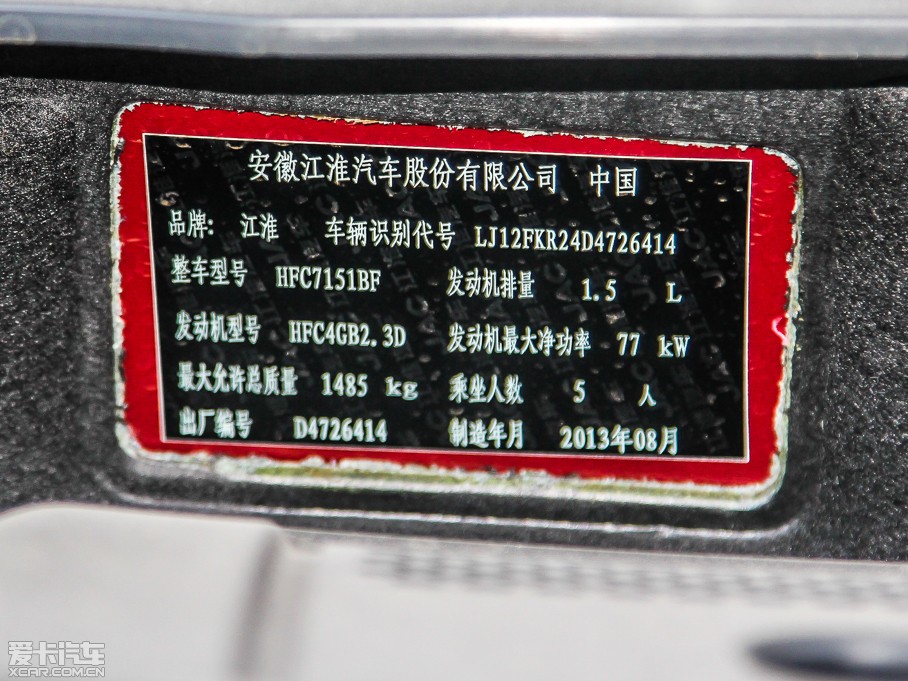 安徽江淮汽车股份有限公司 中国
品牌: 江淮 车辆识别代号 LJ12FKR24D4726414
整车型号 HFC7151BF 发动机排量 1.5 L
发动机型号 HFC4GB2.3D 发动机最大净功率 77 kW
最大允许总质量 1485 kg 乘坐人数 5 人
出厂编号 D4726414 制造年月 2013年08月
爱卡汽车
XCAR.COM.CN